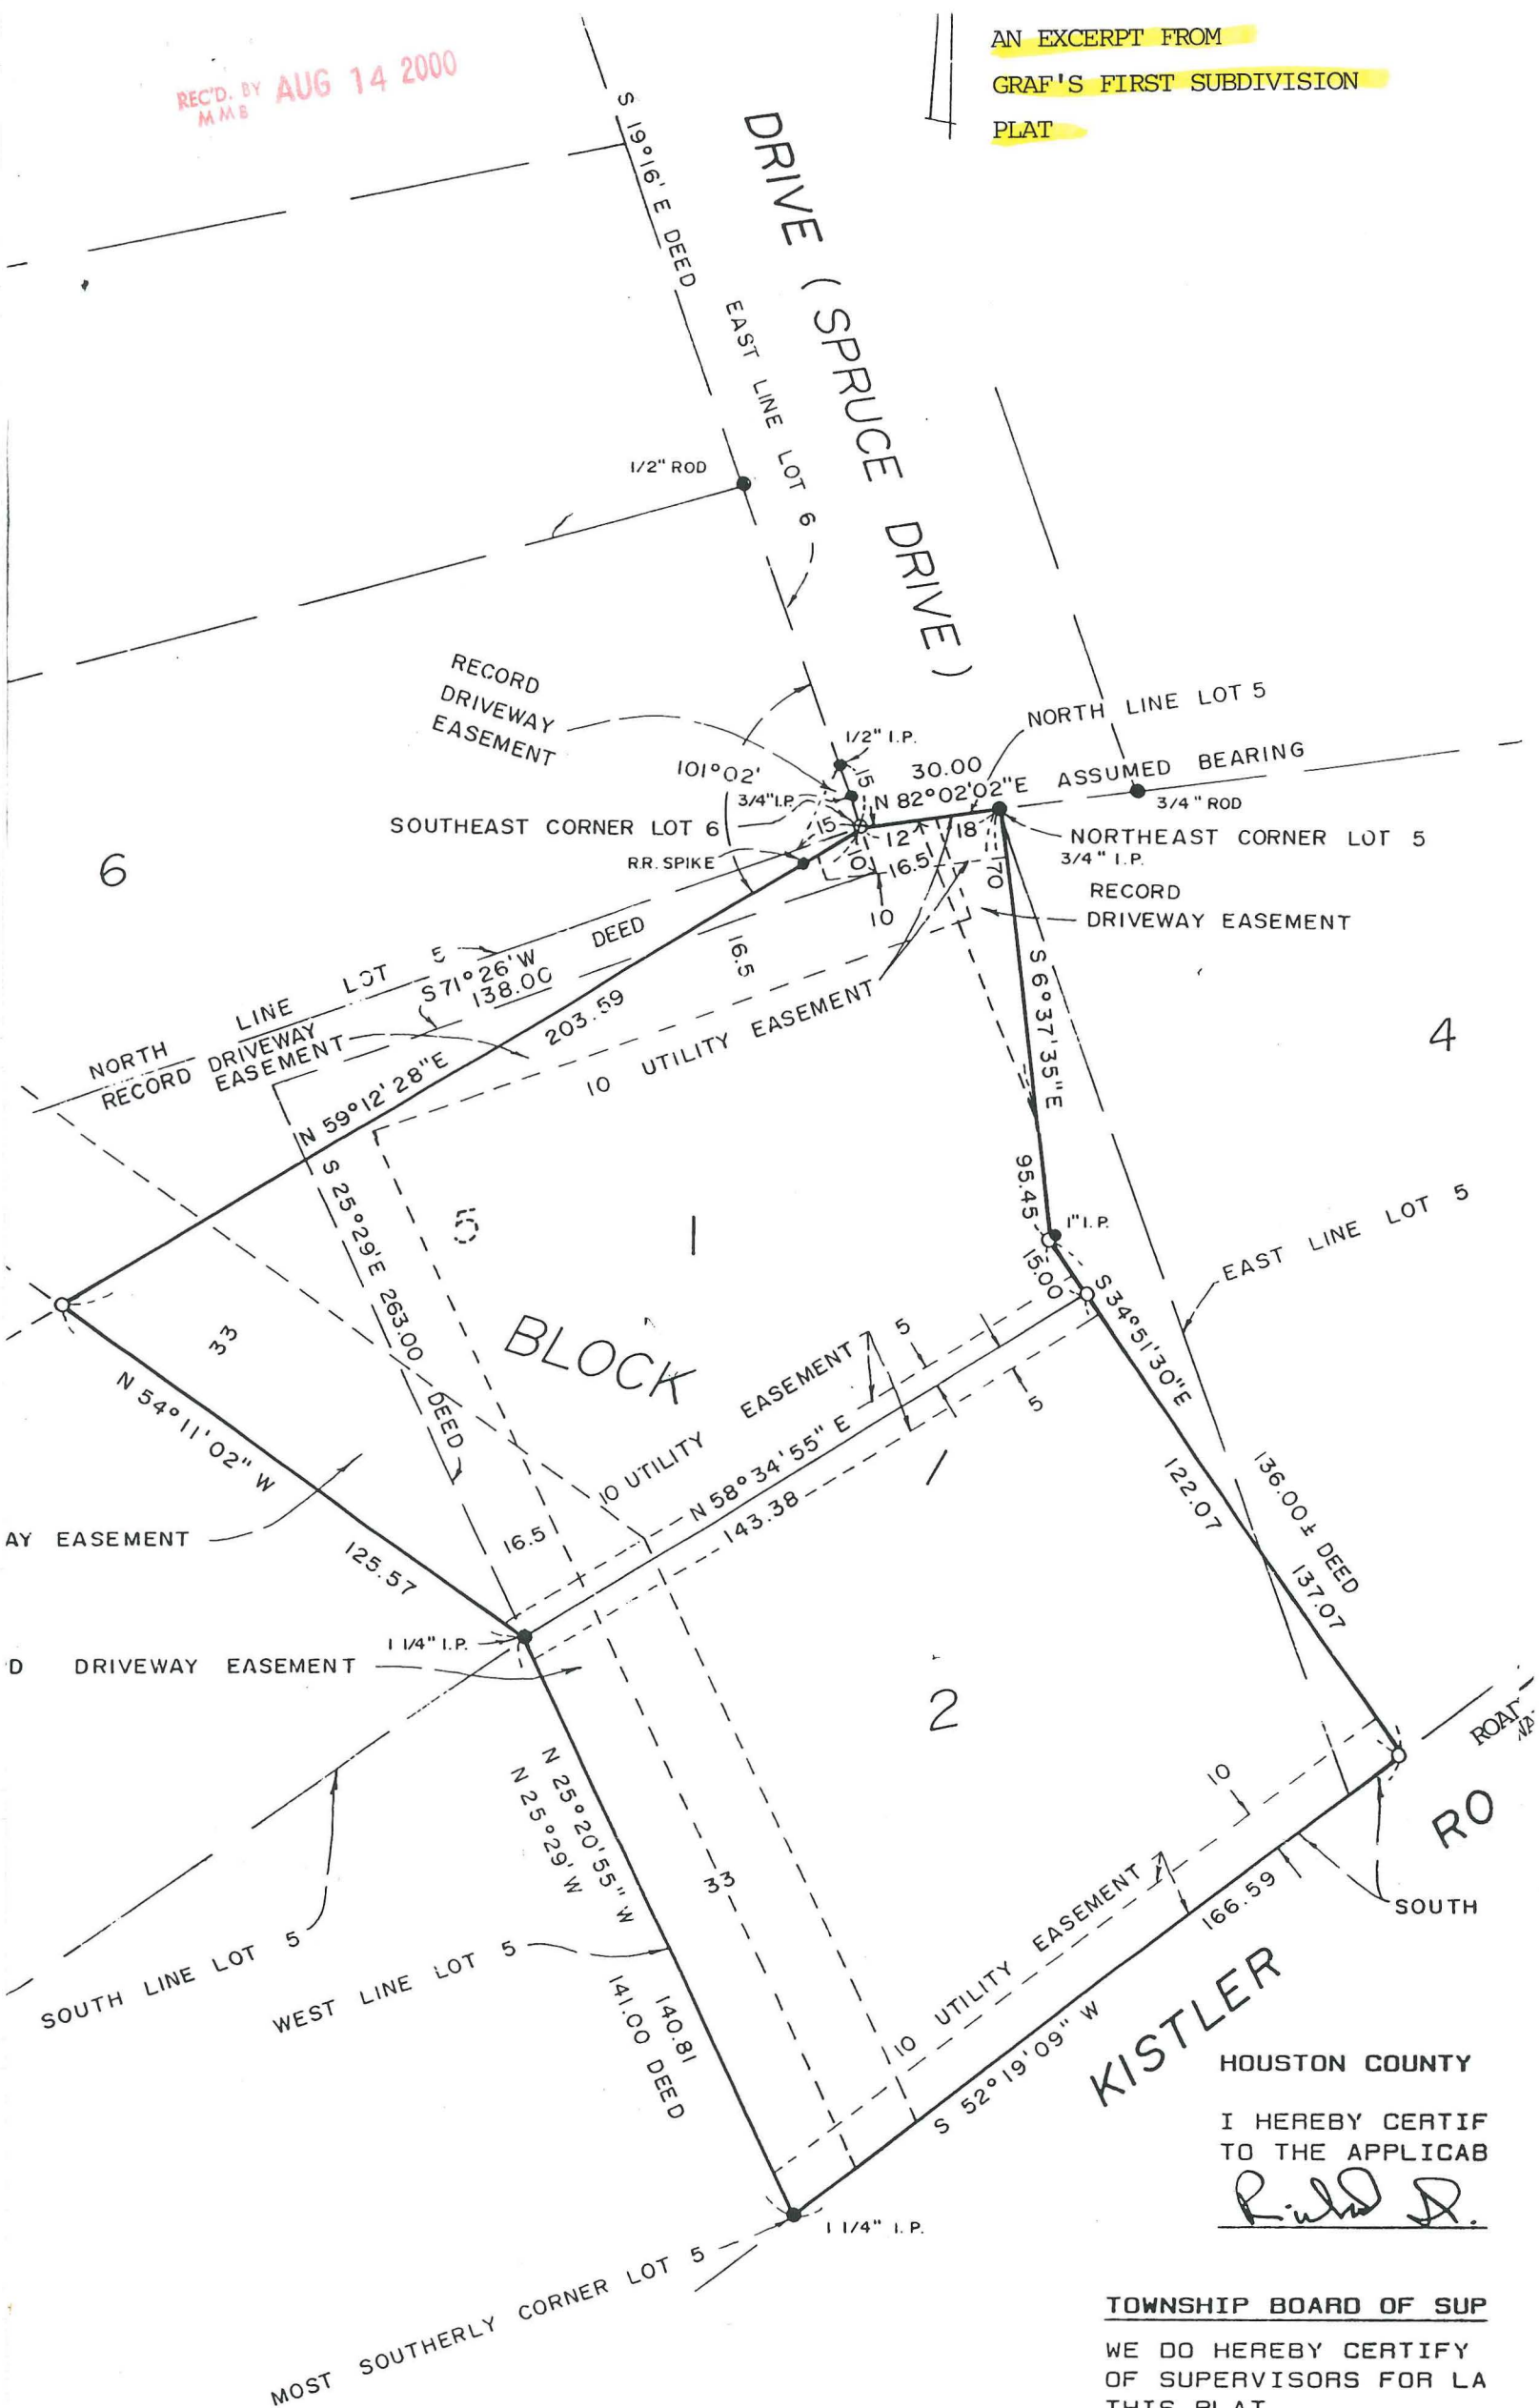 REC'D. BY AUG 14 2000
MMB
AN EXCERPT FROM
GRAF'S FIRST SUBDIVISION
PLAT
S 19°16' E DEED
DRIVE (SPRUCE DRIVE)
EAST LINE LOT 6
1/2" ROD
RECORD
DRIVEWAY
EASEMENT
1/2" I.P.
15
30.00
NORTH LINE LOT 5
101°02'
3/4" I.P.
N 82°02'02"E ASSUMED BEARING
3/4" ROD
SOUTHEAST CORNER LOT 6
15
12
18
NORTHEAST CORNER LOT 5
3/4" I.P.
6
R.R. SPIKE
10
16.5
70
10
RECORD
DRIVEWAY EASEMENT
NORTH LINE LOT 5
S 71°26'W DEED
138.00
16.5
RECORD DRIVEWAY
EASEMENT
203.59
N 59°12'28"E
10 UTILITY EASEMENT
S 6°37'35"E
95.45
4
S 25°29'E 263.00 DEED
5
1
1" I.P.
15.00
EAST LINE LOT 5
33
BLOCK 1
S 34°51'30"E
N 54°11'02" W
125.57
10 UTILITY EASEMENT
5
5
N 58°34'55" E
143.38
122.07
136.00± DEED
137.07
AY EASEMENT
16.5
1 1/4" I.P.
D DRIVEWAY EASEMENT
2
N 25°20'55" W
N 25°29' W
33
10
ROAD
RO
SOUTH
SOUTH LINE LOT 5
WEST LINE LOT 5
140.81
141.00 DEED
10 UTILITY EASEMENT
166.59
S 52°19'09" W
KISTLER
1 1/4" I.P.
MOST SOUTHERLY CORNER LOT 5
HOUSTON COUNTY
I HEREBY CERTIF
TO THE APPLICAB
TOWNSHIP BOARD OF SUP
WE DO HEREBY CERTIFY
OF SUPERVISORS FOR LA
THIS PLAT